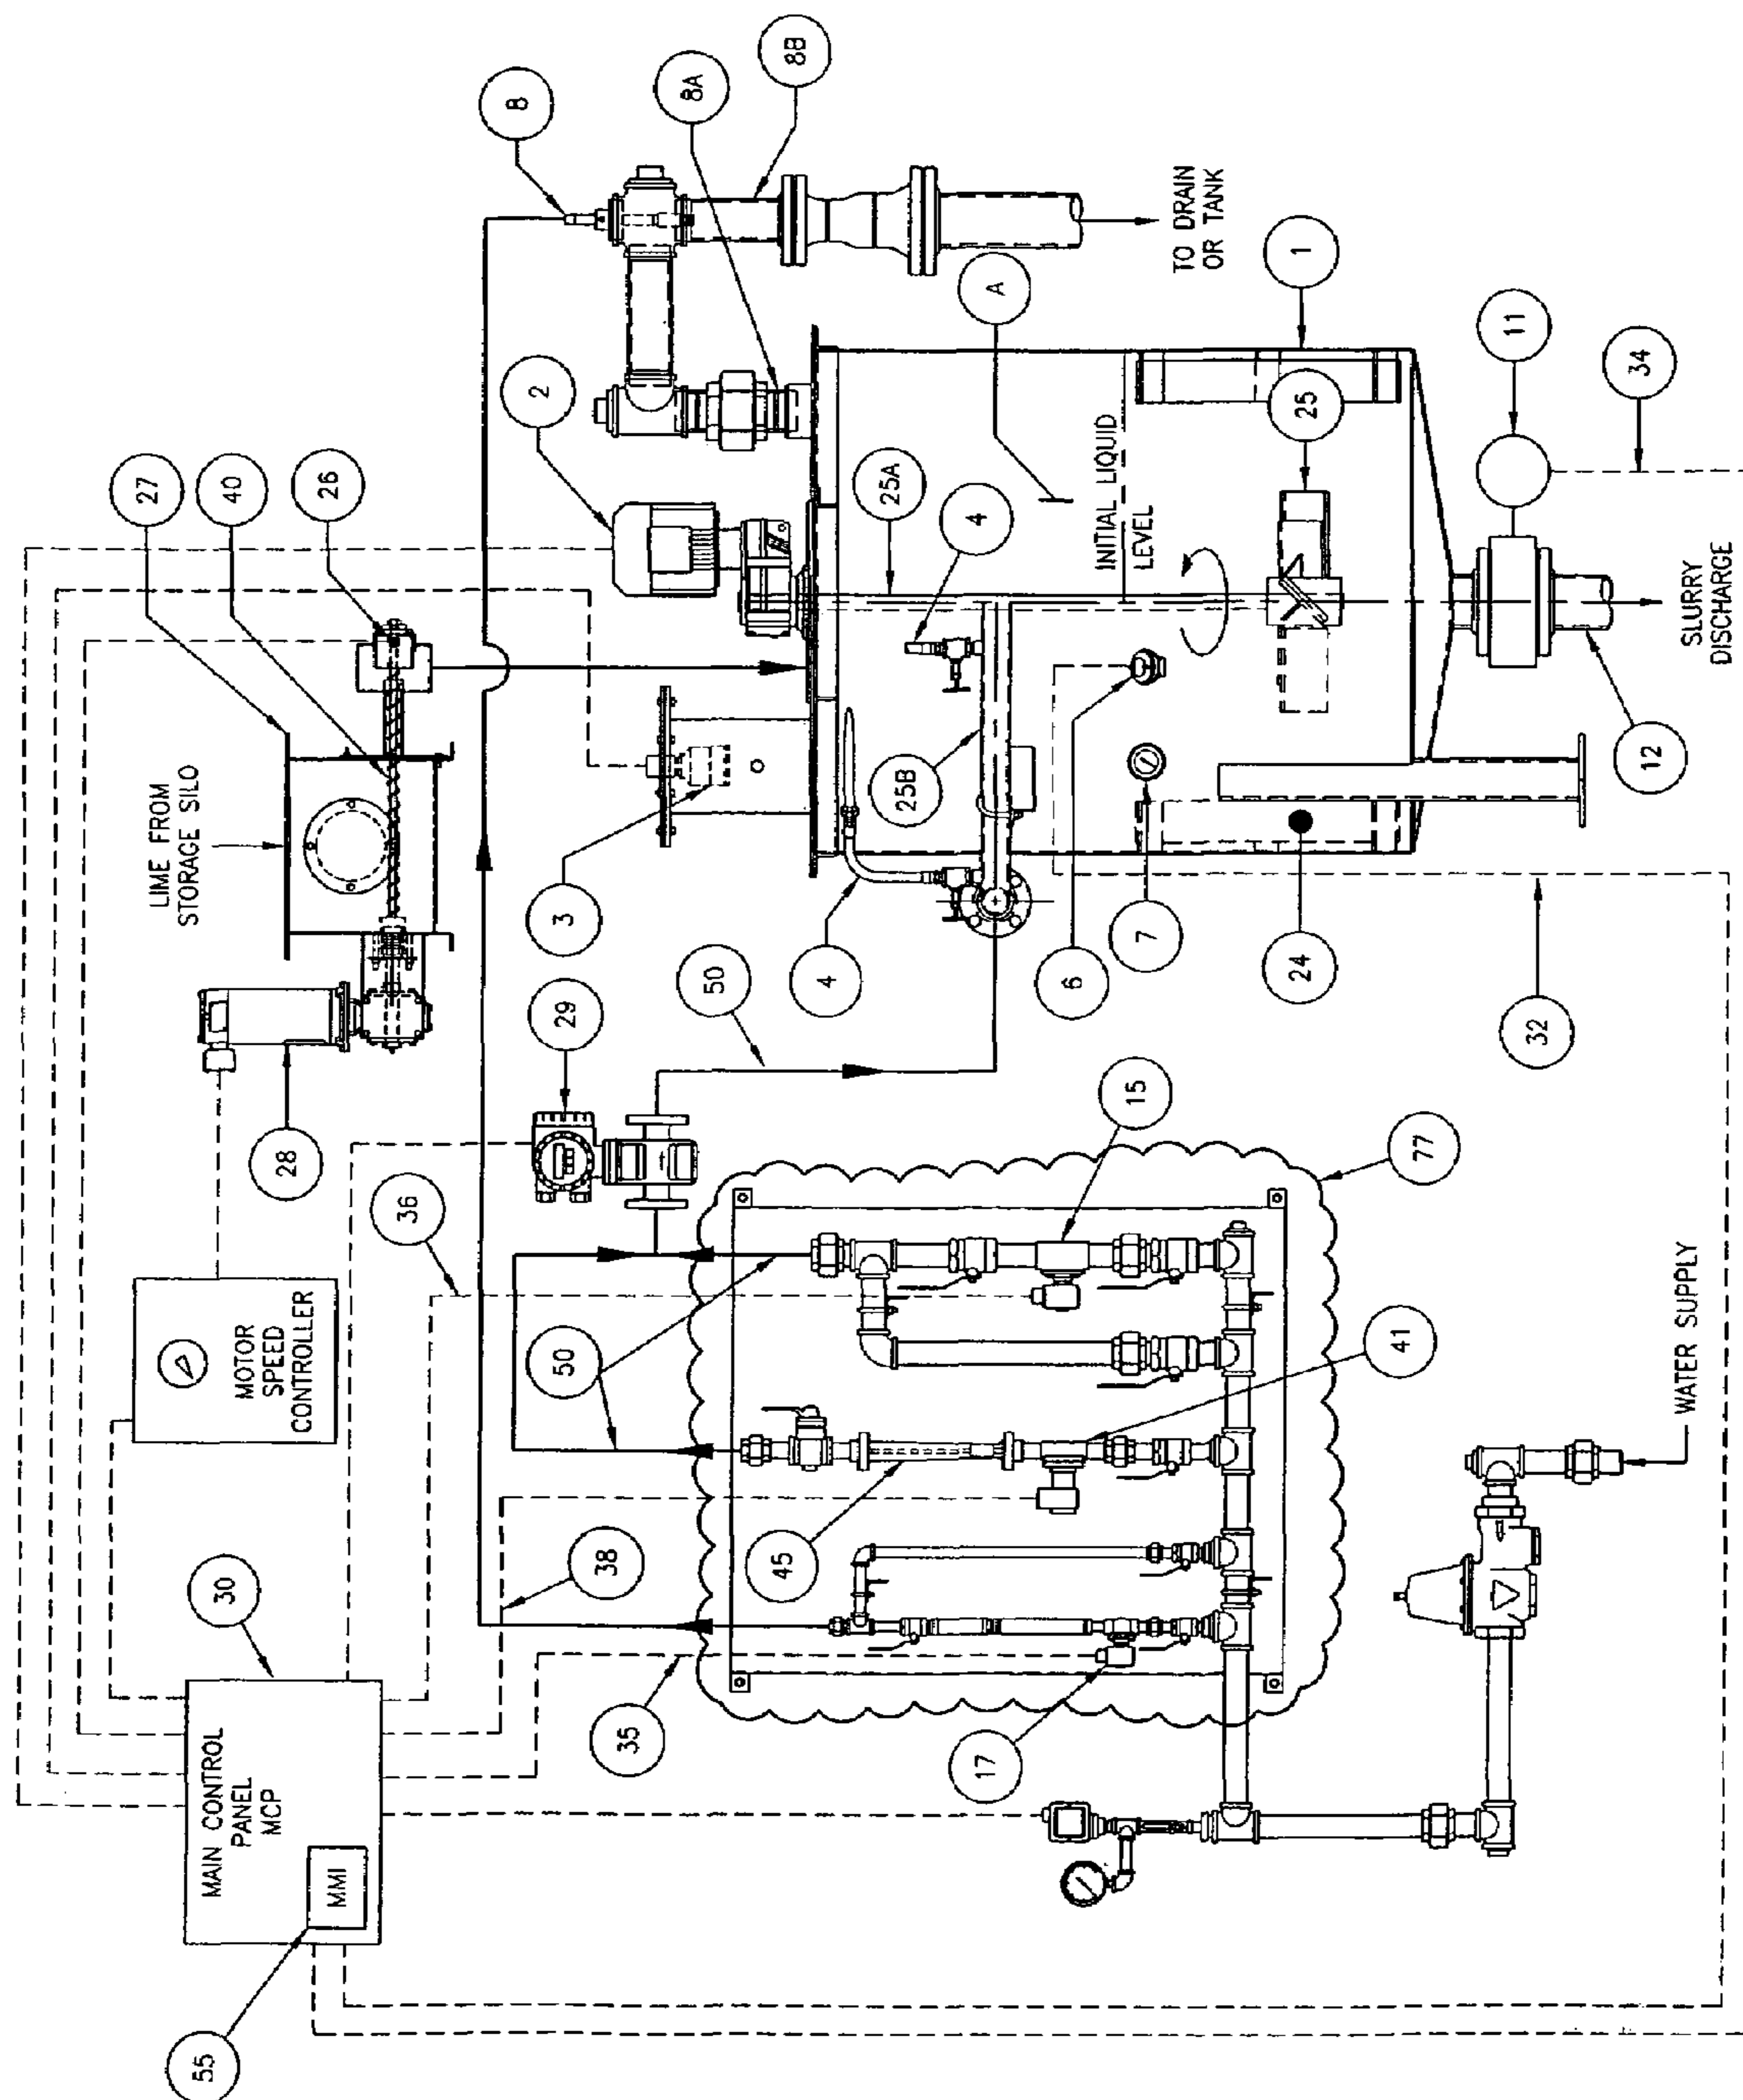 55
MAIN CONTROL
PANEL
MCP
MMI
30
MOTOR
SPEED
CONTROLLER
28
LIME FROM
STORAGE SILO
27
40
26
36
29
3
2
8
8A
8B
38
50
35
50
4
25B
25A
4
A
45
17
15
41
77
INITIAL LIQUID
LEVEL
6
7
24
25
1
TO DRAIN
OR TANK
32
11
34
12
SLURRY
DISCHARGE
WATER SUPPLY